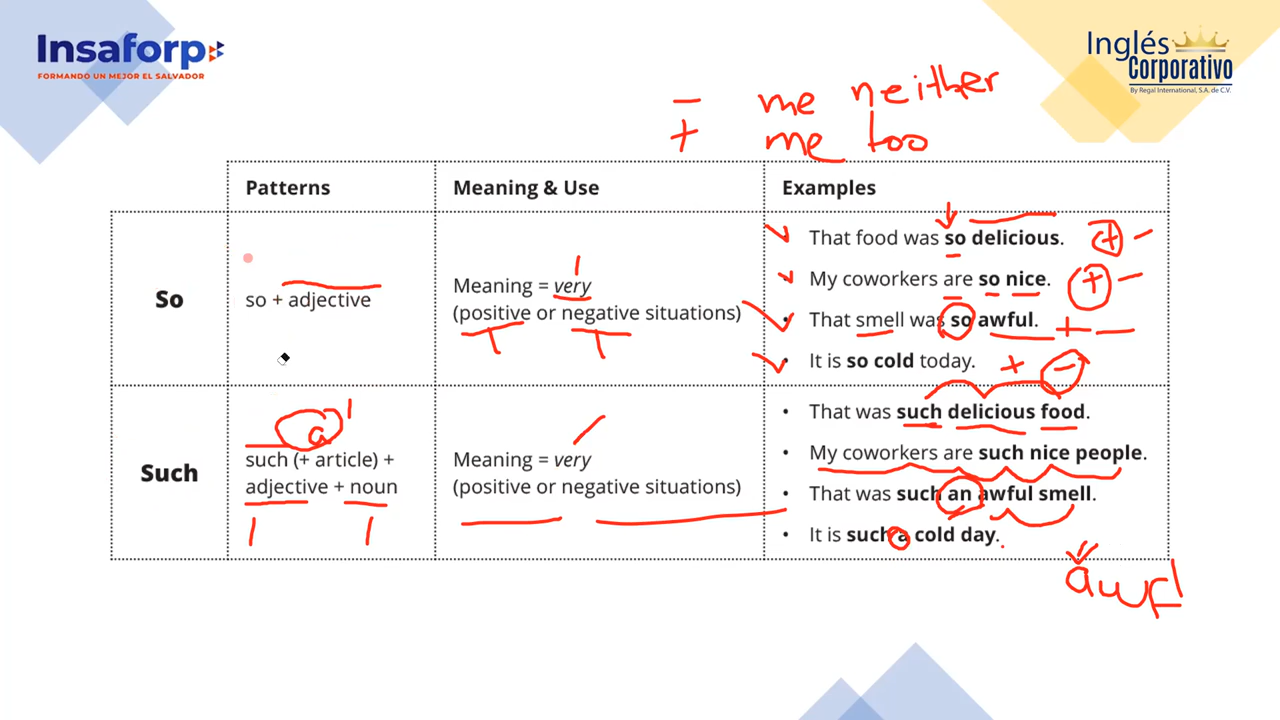 Insaforp
FORMANDO UN MEJOR EL SALVADOR
Inglés
Corporativo
By Regal International, S.A. de C.V.
– me neither
+ me too
Patterns
Meaning & Use
Examples
So
so + adjective
Meaning = very
(positive or negative situations)
• That food was so delicious. + –
• My coworkers are so nice. + –
• That smell was so awful. + –
• It is so cold today. + –
Such
a
such (+ article) +
adjective + noun
Meaning = very
(positive or negative situations)
• That was such delicious food.
• My coworkers are such nice people.
• That was such an awful smell.
• It is such a cold day.
awfl